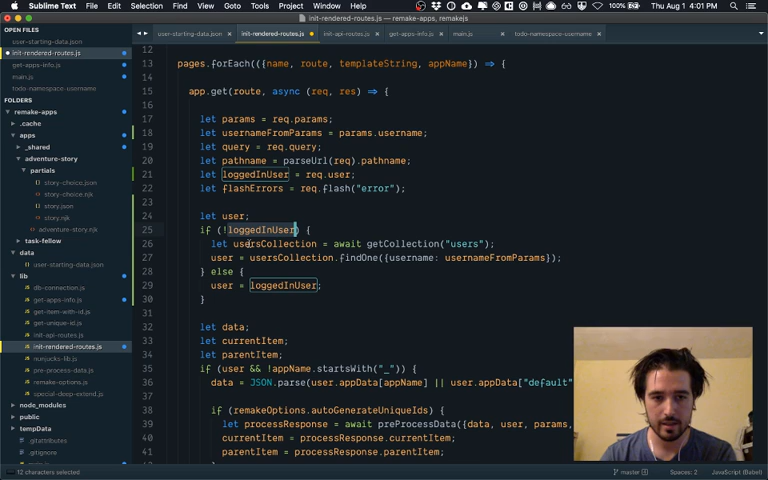 Sublime Text File Edit Selection Find View Goto Tools Project Window Help 100% Thu Aug 1 4:01 PM
init-rendered-routes.js — remake-apps, remakejs
OPEN FILES
user-starting-data.json
init-rendered-routes.js
get-apps-info.js
main.js
todo-namespace-username
FOLDERS
remake-apps
.cache
apps
_shared
adventure-story
partials
story-choice.json
story-choice.njk
story.json
story.njk
adventure-story.njk
task-fellow
data
user-starting-data.json
lib
db-connection.js
get-apps-info.js
get-item-with-id.js
get-unique-id.js
init-api-routes.js
init-rendered-routes.js
nunjucks-lib.js
pre-process-data.js
remake-options.js
special-deep-extend.js
node_modules
public
tempData
.gitattributes
.gitignore
user-starting-data.json init-rendered-routes.js init-api-routes.js get-apps-info.js main.js todo-namespace-username
12
13 pages.forEach(({name, route, templateString, appName}) => {
14
15 app.get(route, async (req, res) => {
16
17 let params = req.params;
18 let usernameFromParams = params.username;
19 let query = req.query;
20 let pathname = parseUrl(req).pathname;
21 let loggedInUser = req.user;
22 let flashErrors = req.flash("error");
23
24 let user;
25 if (!loggedInUser) {
26 let usersCollection = await getCollection("users");
27 user = usersCollection.findOne({username: usernameFromParams});
28 } else {
29 user = loggedInUser;
30 }
31
32 let data;
33 let currentItem;
34 let parentItem;
35 if (user && !appName.startsWith("_")) {
36 data = JSON.parse(user.appData[appName] || user.appData["default"
37
38 if (remakeOptions.autoGenerateUniqueIds) {
39 let processResponse = await preProcessData({data, user, params,
40 currentItem = processResponse.currentItem;
41 parentItem = processResponse.parentItem;
12 characters selected
master Spaces: 2 JavaScript (Babel)